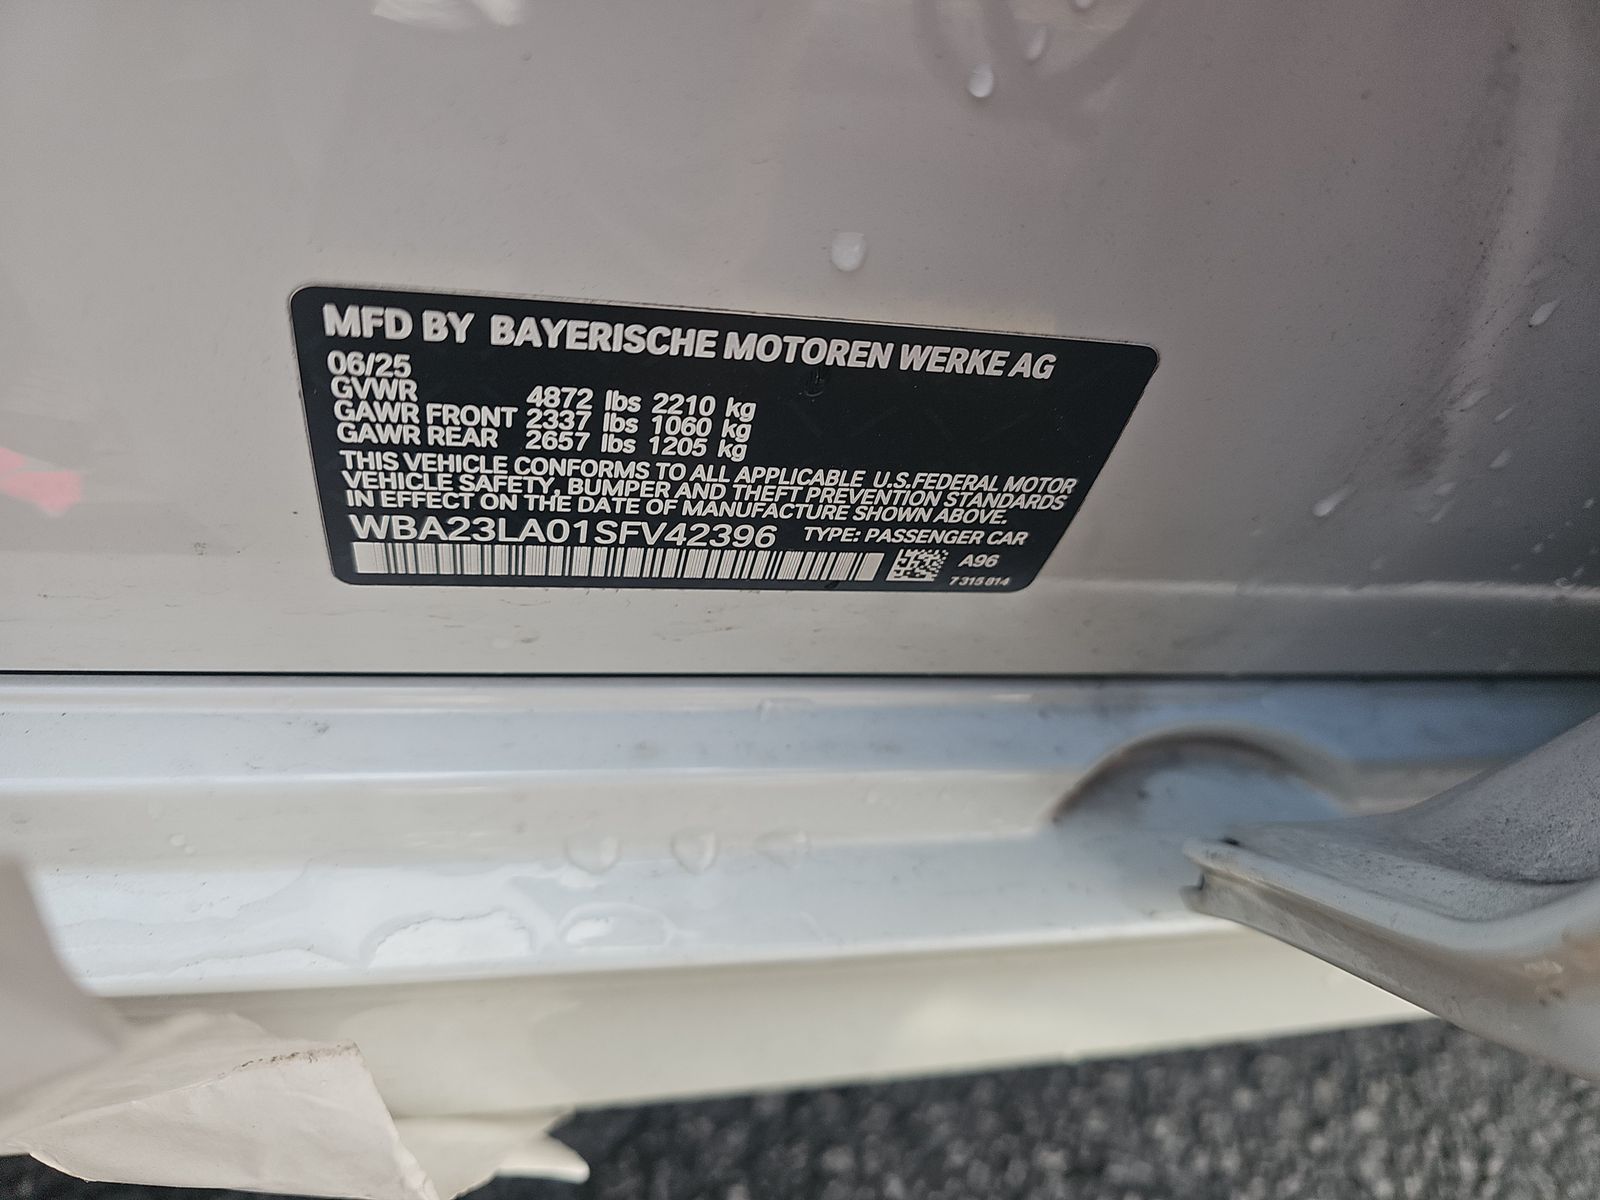 MFD BY BAYERISCHE MOTOREN WERKE AG
06/25
GVWR 4872 lbs 2210 kg
GAWR FRONT 2337 lbs 1060 kg
GAWR REAR 2657 lbs 1205 kg
THIS VEHICLE CONFORMS TO ALL APPLICABLE U.S.FEDERAL MOTOR
VEHICLE SAFETY, BUMPER AND THEFT PREVENTION STANDARDS
IN EFFECT ON THE DATE OF MANUFACTURE SHOWN ABOVE.
WBA23LA01SFV42396 TYPE: PASSENGER CAR
A96
7 315 814